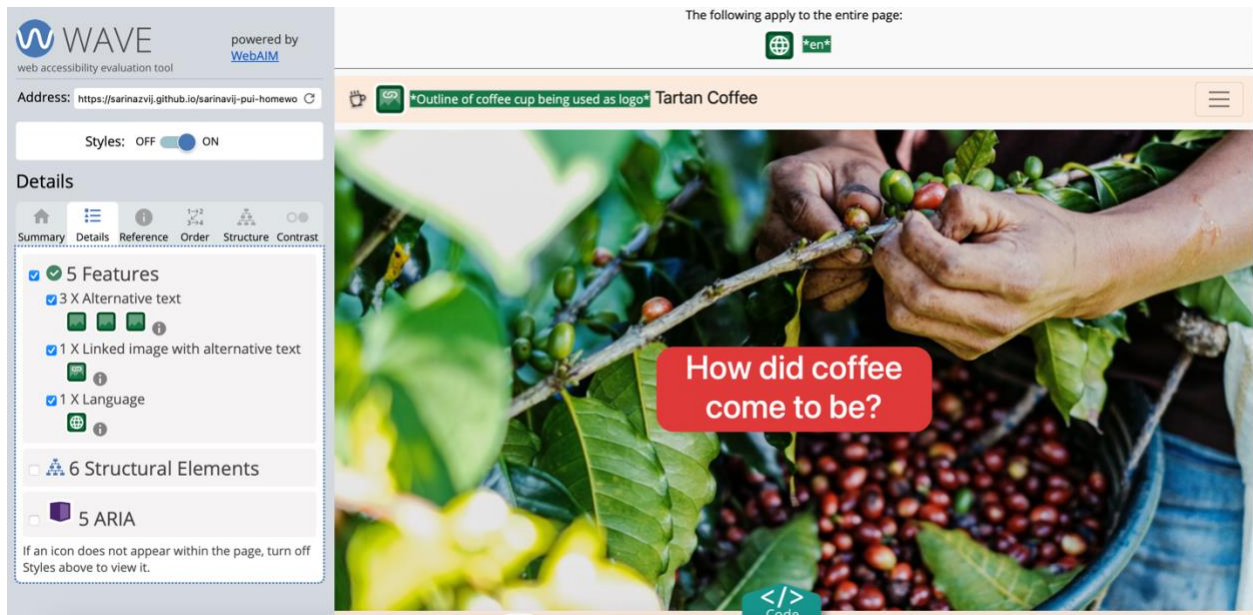 WAVE
powered by
WebAIM
web accessibility evaluation tool
Address: https://sarinazvij.github.io/sarinavij-pui-homewo
Styles: OFF ON
Details
Summary Details Reference Order Structure Contrast
5 Features
3 X Alternative text
1 X Linked image with alternative text
1 X Language
6 Structural Elements
5 ARIA
If an icon does not appear within the page, turn off
Styles above to view it.
The following apply to the entire page:
*en*
*Outline of coffee cup being used as logo* Tartan Coffee
How did coffee
come to be?
</>
Code